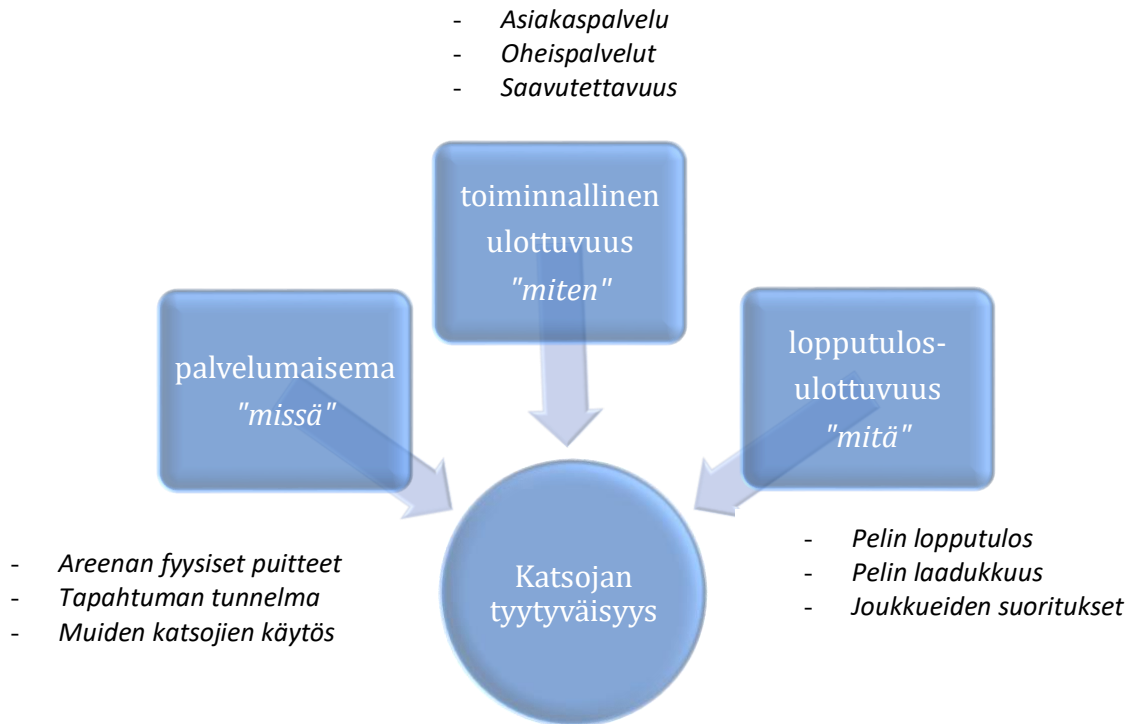 - Asiakaspalvelu
- Oheispalvelut
- Saavutettavuus
toiminnallinen
ulottuvuus
"miten"
palvelumaisema
"missä"
lopputulos-
ulottuvuus
"mitä"
- Areenan fyysiset puitteet
- Tapahtuman tunnelma
- Muiden katsojien käytös
Katsojan
tyytyväisyys
- Pelin lopputulos
- Pelin laadukkuus
- Joukkueiden suoritukset